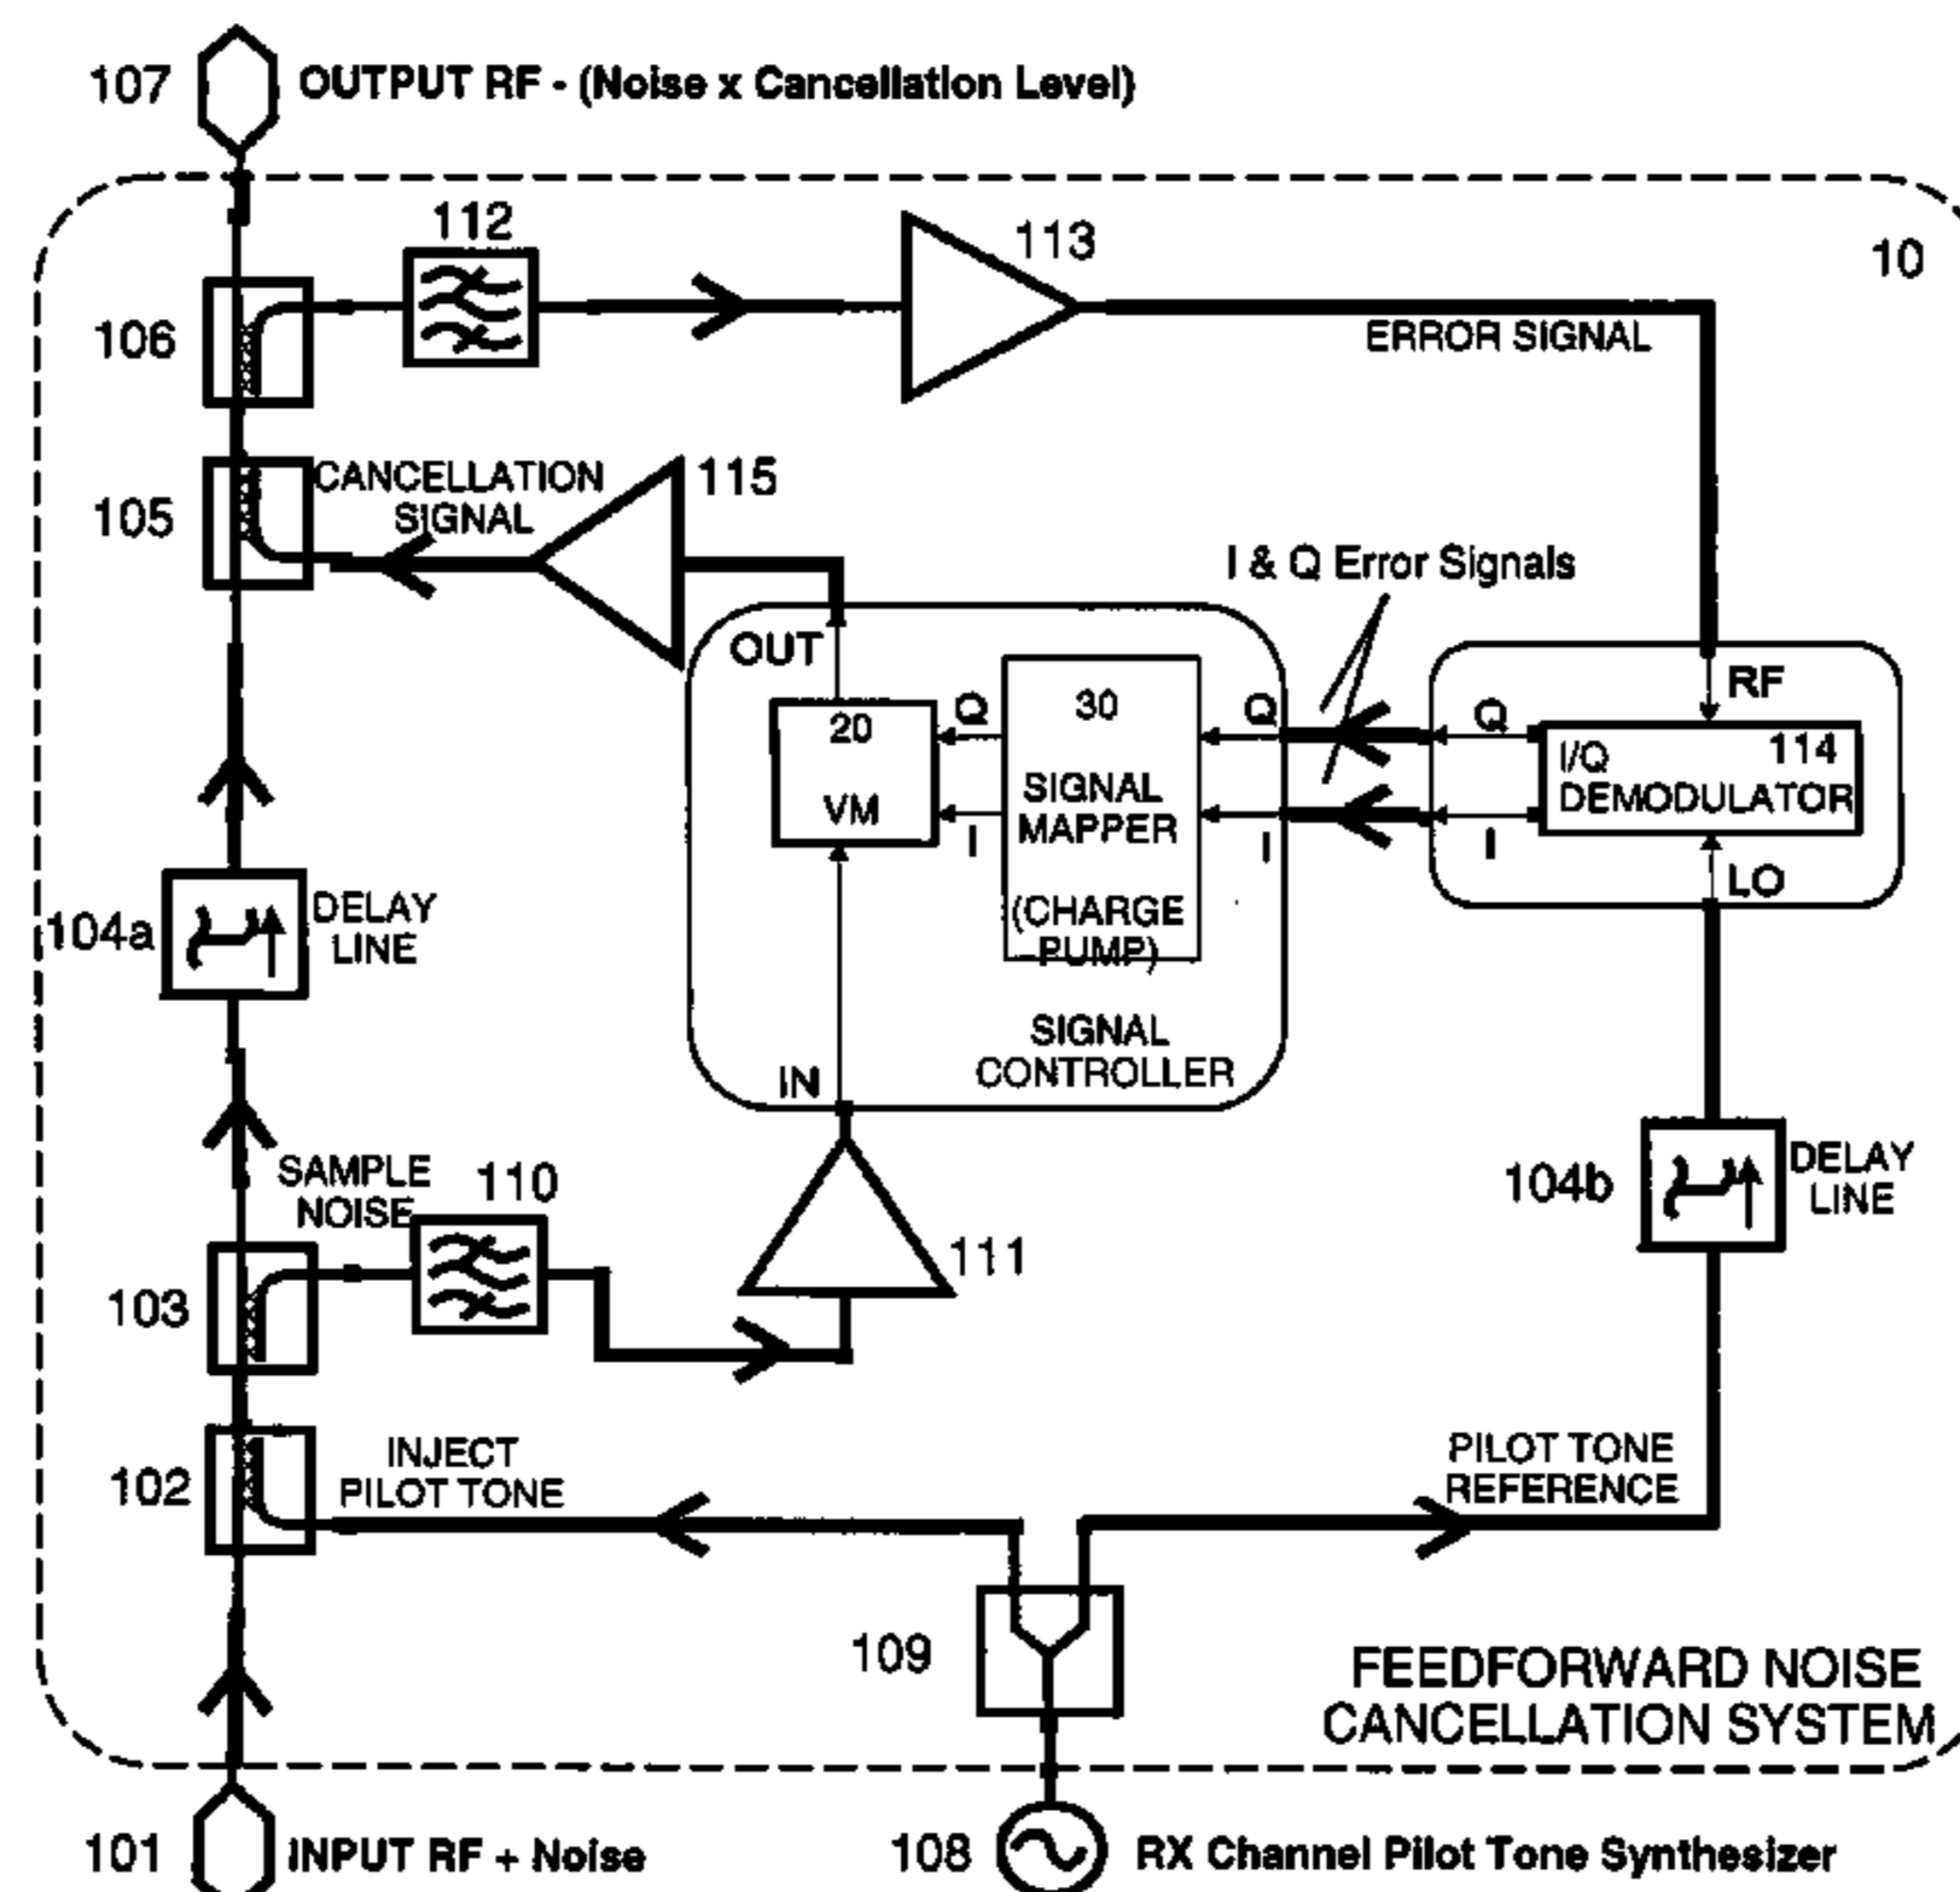 107
OUTPUT RF - (Noise x Cancellation Level)
112
113
10
106
ERROR SIGNAL
CANCELLATION
SIGNAL
115
105
I & Q Error Signals
OUT
RF
20
VM
Q
I
30
SIGNAL
MAPPER
(CHARGE
PUMP)
Q
I
Q
I
I/Q
114
DEMODULATOR
LO
104a
DELAY
LINE
SIGNAL
CONTROLLER
IN
SAMPLE
NOISE
110
104b
DELAY
LINE
103
111
102
INJECT
PILOT TONE
PILOT TONE
REFERENCE
109
FEEDFORWARD NOISE
CANCELLATION SYSTEM
101
INPUT RF + Noise
108
RX Channel Pilot Tone Synthesizer